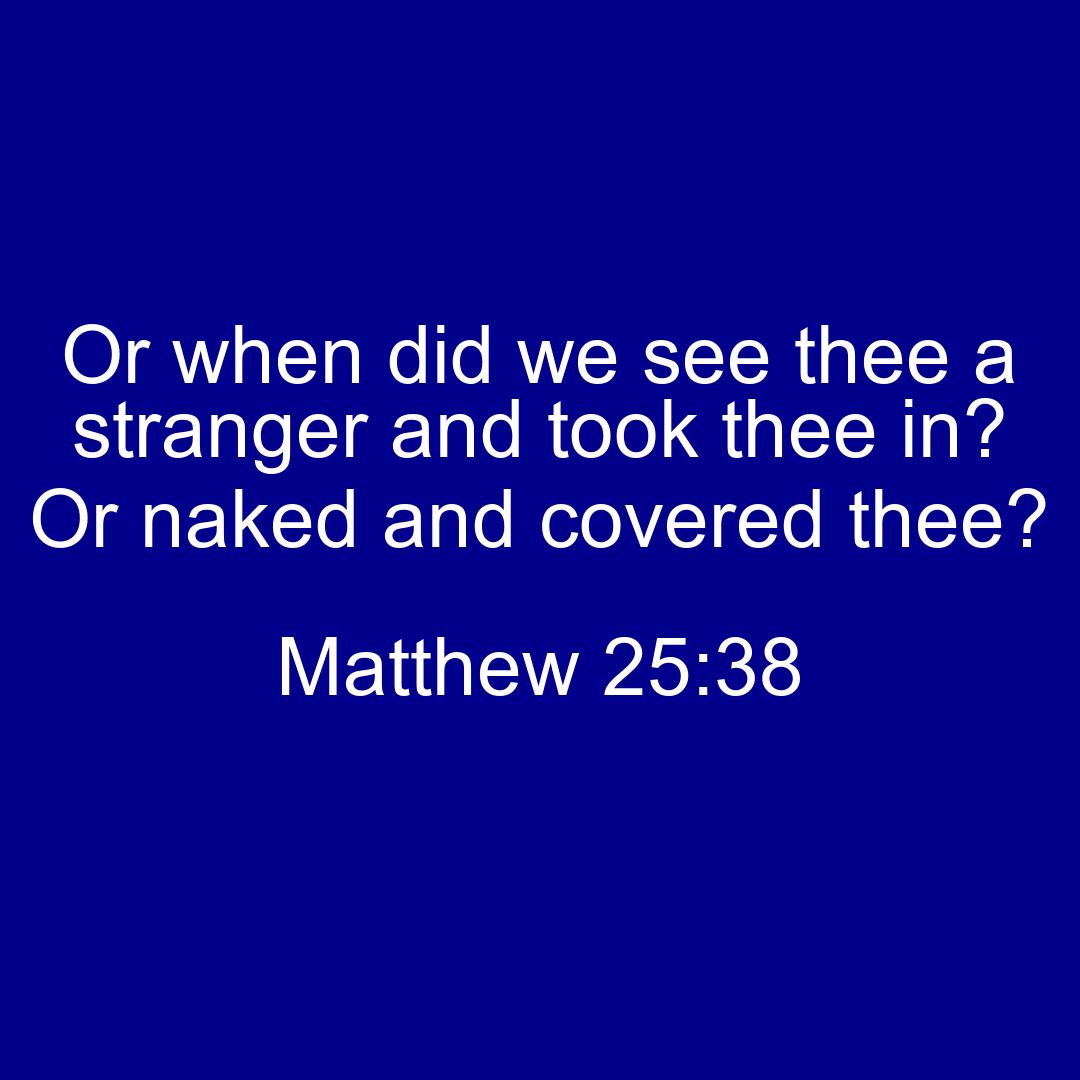 Or when did we see thee a
stranger and took thee in?
Or naked and covered thee?
Matthew 25:38